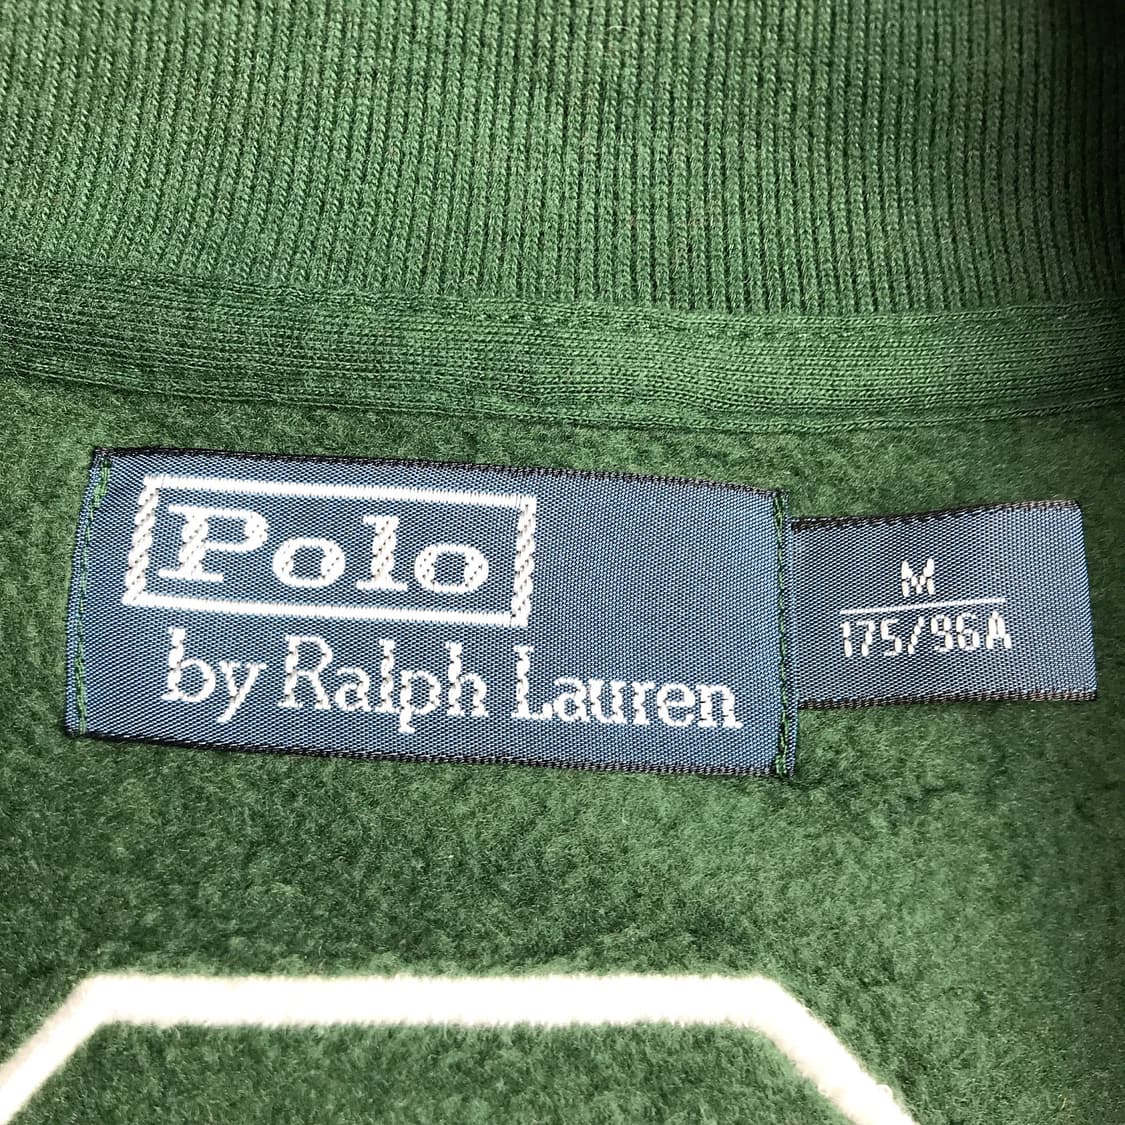 Polo
by Ralph Lauren
M
175/96A